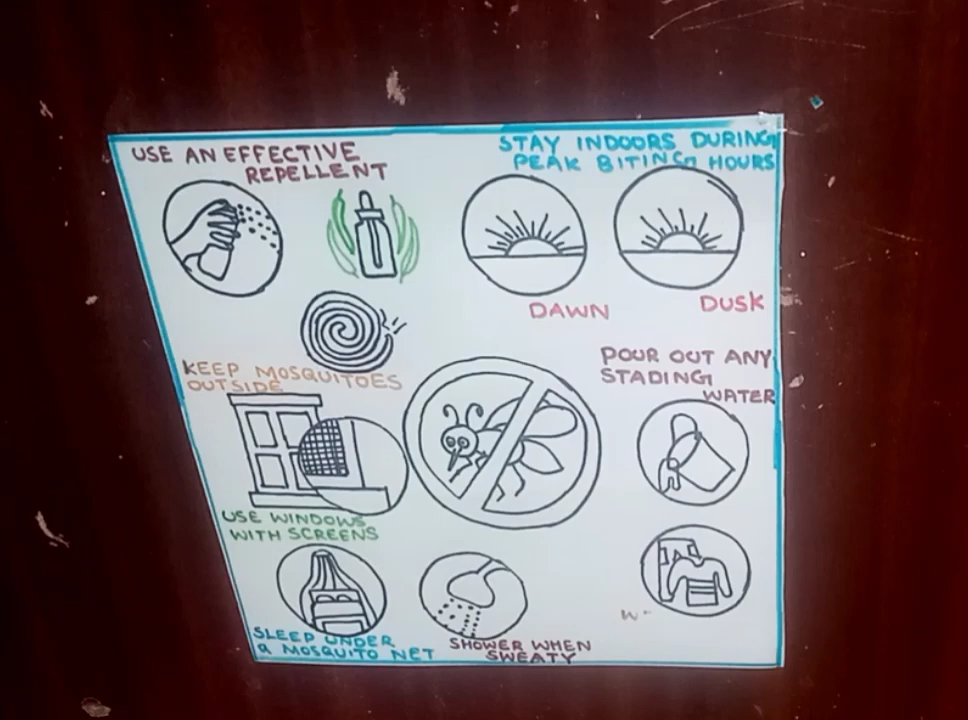 USE AN EFFECTIVE
REPELLENT
STAY INDOORS DURING
PEAK BITING HOURS
DAWN
DUSK
KEEP MOSQUITOES
OUTSIDE
POUR OUT ANY
STADING
WATER
USE WINDOWS
WITH SCREENS
SLEEP UNDER
a MOSQUITO NET
SHOWER WHEN
SWEATY